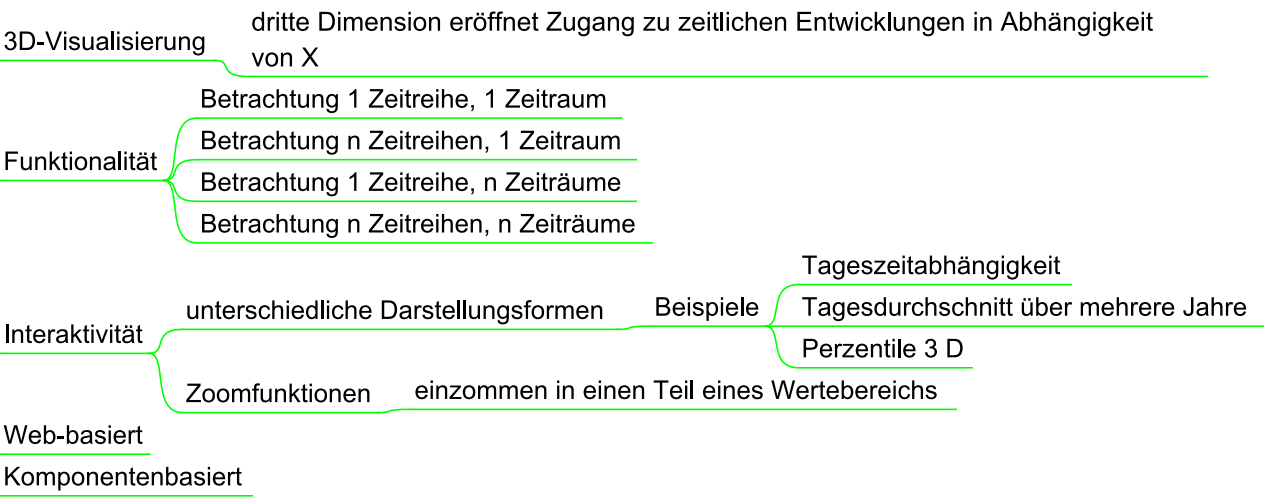 3D-Visualisierung
dritte Dimension eröffnet Zugang zu zeitlichen Entwicklungen in Abhängigkeit
von X
Funktionalität
Betrachtung 1 Zeitreihe, 1 Zeitraum
Betrachtung n Zeitreihen, 1 Zeitraum
Betrachtung 1 Zeitreihe, n Zeiträume
Betrachtung n Zeitreihen, n Zeiträume
Interaktivität
unterschiedliche Darstellungsformen
Beispiele
Tageszeitabhängigkeit
Tagesdurchschnitt über mehrere Jahre
Perzentile 3 D
Zoomfunktionen
einzommen in einen Teil eines Wertebereichs
Web-basiert
Komponentenbasiert